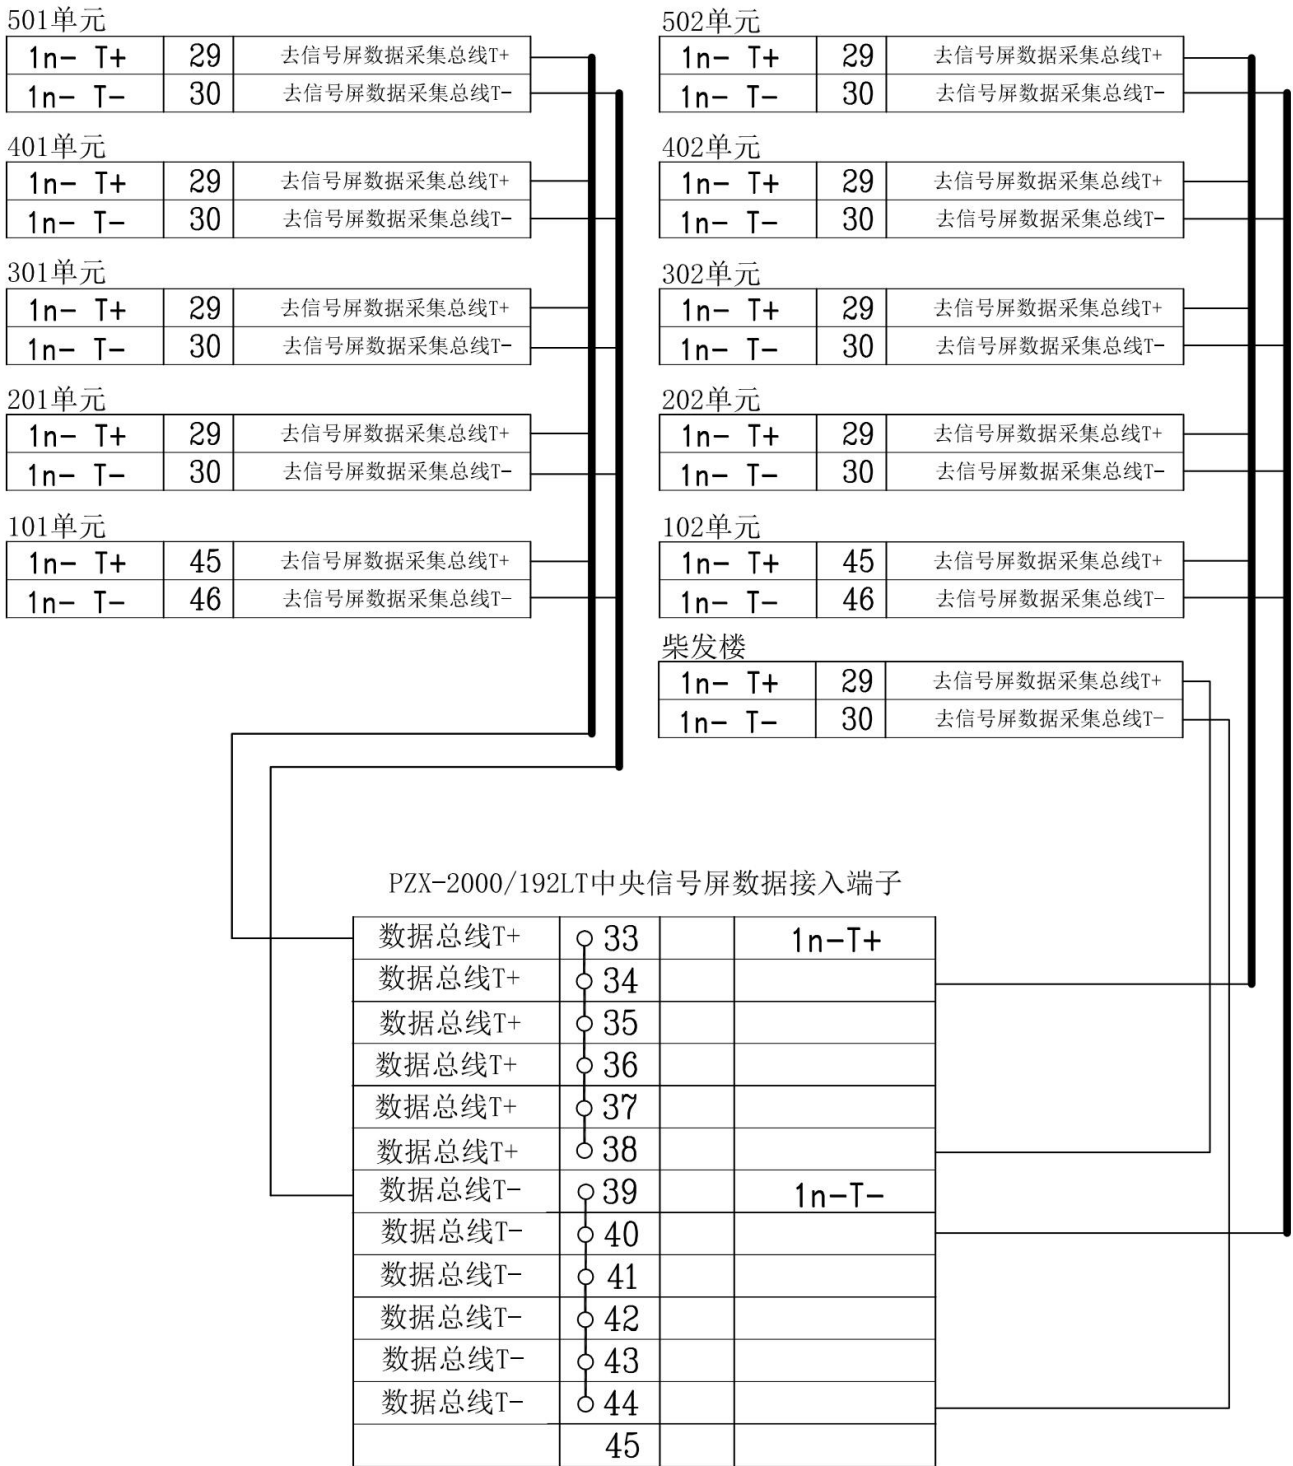 501单元
1n- T+ 29 去信号屏数据采集总线T+
1n- T- 30 去信号屏数据采集总线T-
401单元
1n- T+ 29 去信号屏数据采集总线T+
1n- T- 30 去信号屏数据采集总线T-
301单元
1n- T+ 29 去信号屏数据采集总线T+
1n- T- 30 去信号屏数据采集总线T-
201单元
1n- T+ 29 去信号屏数据采集总线T+
1n- T- 30 去信号屏数据采集总线T-
101单元
1n- T+ 45 去信号屏数据采集总线T+
1n- T- 46 去信号屏数据采集总线T-
502单元
1n- T+ 29 去信号屏数据采集总线T+
1n- T- 30 去信号屏数据采集总线T-
402单元
1n- T+ 29 去信号屏数据采集总线T+
1n- T- 30 去信号屏数据采集总线T-
302单元
1n- T+ 29 去信号屏数据采集总线T+
1n- T- 30 去信号屏数据采集总线T-
202单元
1n- T+ 29 去信号屏数据采集总线T+
1n- T- 30 去信号屏数据采集总线T-
102单元
1n- T+ 45 去信号屏数据采集总线T+
1n- T- 46 去信号屏数据采集总线T-
柴发楼
1n- T+ 29 去信号屏数据采集总线T+
1n- T- 30 去信号屏数据采集总线T-
PZX-2000/192LT中央信号屏数据接入端子
数据总线T+ 33 1n-T+
数据总线T+ 34
数据总线T+ 35
数据总线T+ 36
数据总线T+ 37
数据总线T+ 38
数据总线T- 39 1n-T-
数据总线T- 40
数据总线T- 41
数据总线T- 42
数据总线T- 43
数据总线T- 44
45